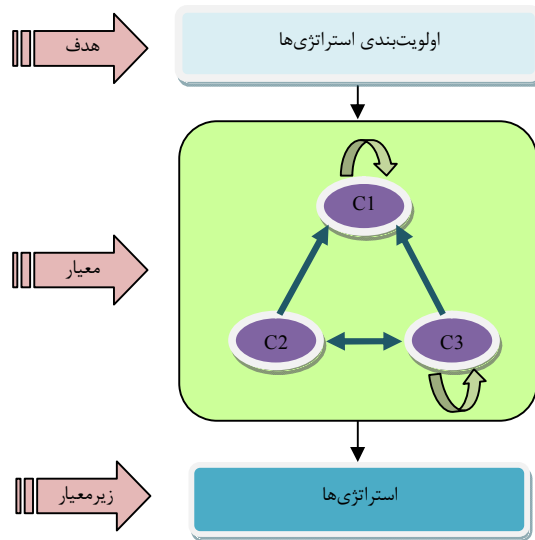 هدف
اولویت‌بندی استراتژی‌ها
معیار
C1
C2
C3
زیرمعیار
استراتژی‌ها